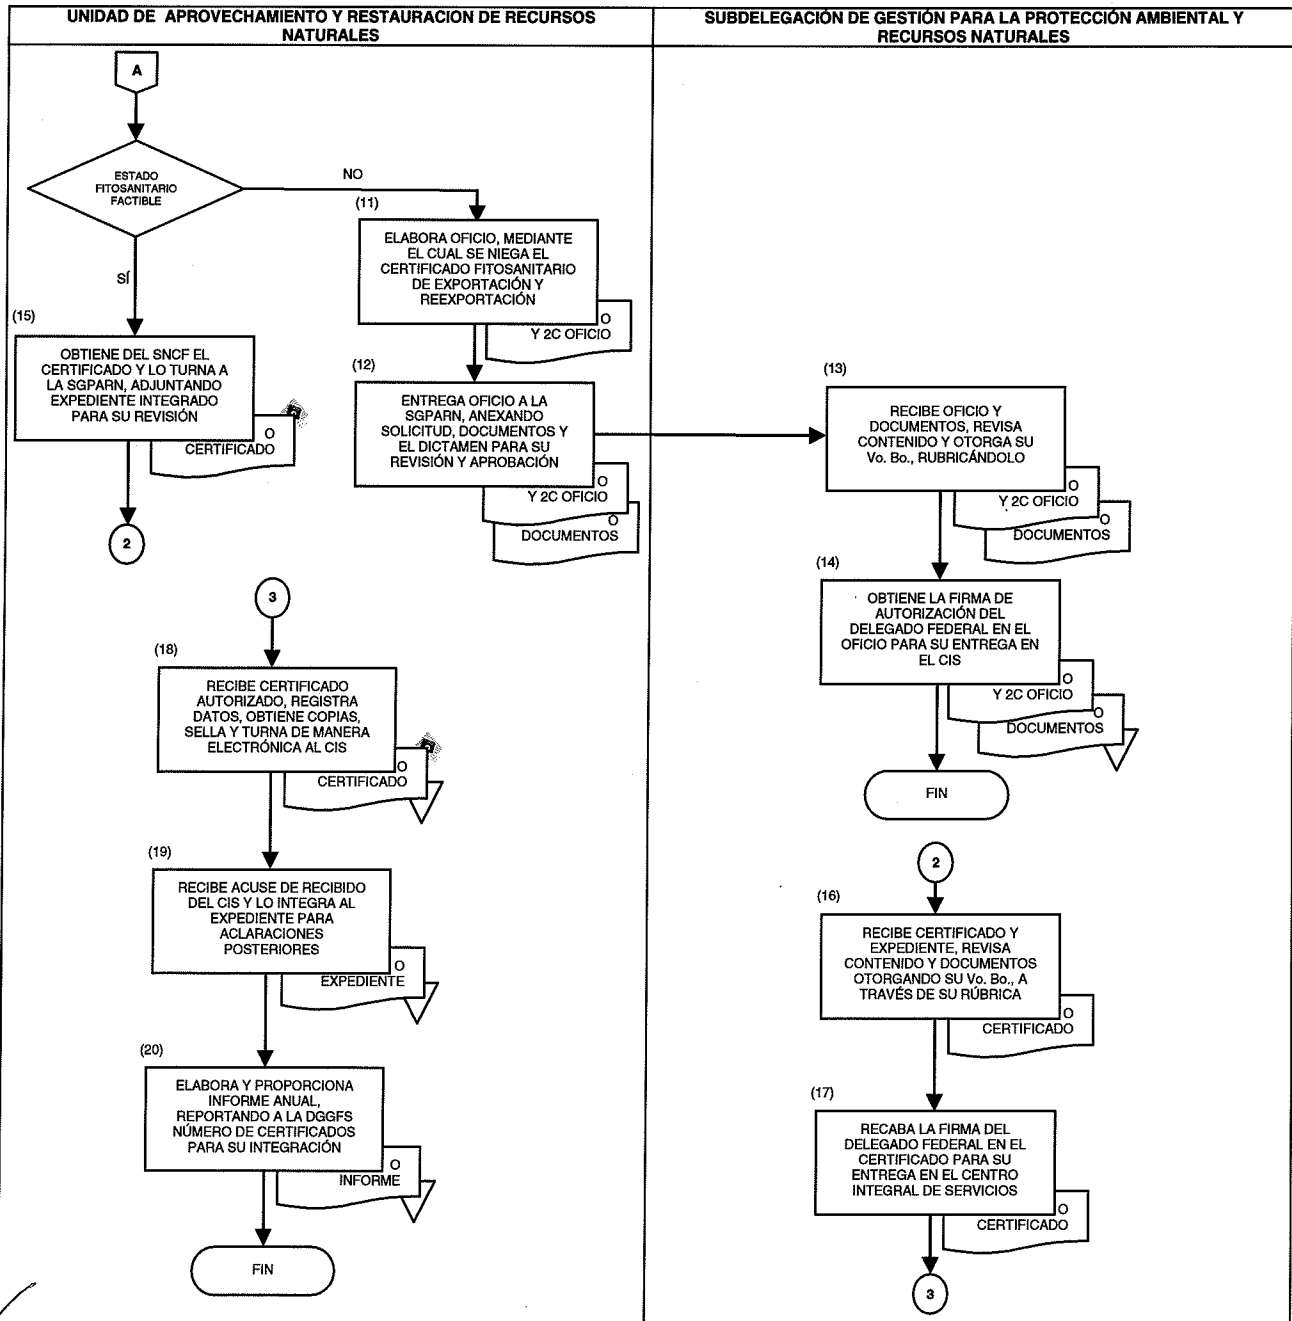 UNIDAD DE APROVECHAMIENTO Y RESTAURACION DE RECURSOS
NATURALES
SUBDELEGACIÓN DE GESTIÓN PARA LA PROTECCIÓN AMBIENTAL Y
RECURSOS NATURALES
A
ESTADO
FITOSANITARIO
FACTIBLE
NO
SÍ
(11)
ELABORA OFICIO, MEDIANTE
EL CUAL SE NIEGA EL
CERTIFICADO FITOSANITARIO
DE EXPORTACIÓN Y
REEXPORTACIÓN
O
Y 2C OFICIO
(15)
OBTIENE DEL SNCF EL
CERTIFICADO Y LO TURNA A
LA SGPARN, ADJUNTANDO
EXPEDIENTE INTEGRADO
PARA SU REVISIÓN
O
CERTIFICADO
2
(12)
ENTREGA OFICIO A LA
SGPARN, ANEXANDO
SOLICITUD, DOCUMENTOS Y
EL DICTAMEN PARA SU
REVISIÓN Y APROBACIÓN
O
Y 2C OFICIO
O
DOCUMENTOS
(13)
RECIBE OFICIO Y
DOCUMENTOS, REVISA
CONTENIDO Y OTORGA SU
Vo. Bo., RUBRICÁNDOLO
O
Y 2C OFICIO
O
DOCUMENTOS
(14)
OBTIENE LA FIRMA DE
AUTORIZACIÓN DEL
DELEGADO FEDERAL EN EL
OFICIO PARA SU ENTREGA EN
EL CIS
O
Y 2C OFICIO
O
DOCUMENTOS
FIN
3
(18)
RECIBE CERTIFICADO
AUTORIZADO, REGISTRA
DATOS, OBTIENE COPIAS,
SELLA Y TURNA DE MANERA
ELECTRÓNICA AL CIS
O
CERTIFICADO
(19)
RECIBE ACUSE DE RECIBIDO
DEL CIS Y LO INTEGRA AL
EXPEDIENTE PARA
ACLARACIONES
POSTERIORES
O
EXPEDIENTE
(20)
ELABORA Y PROPORCIONA
INFORME ANUAL,
REPORTANDO A LA DGGFS
NÚMERO DE CERTIFICADOS
PARA SU INTEGRACIÓN
O
INFORME
FIN
2
(16)
RECIBE CERTIFICADO Y
EXPEDIENTE, REVISA
CONTENIDO Y DOCUMENTOS
OTORGANDO SU Vo. Bo., A
TRAVÉS DE SU RÚBRICA
O
CERTIFICADO
(17)
RECABA LA FIRMA DEL
DELEGADO FEDERAL EN EL
CERTIFICADO PARA SU
ENTREGA EN EL CENTRO
INTEGRAL DE SERVICIOS
O
CERTIFICADO
3